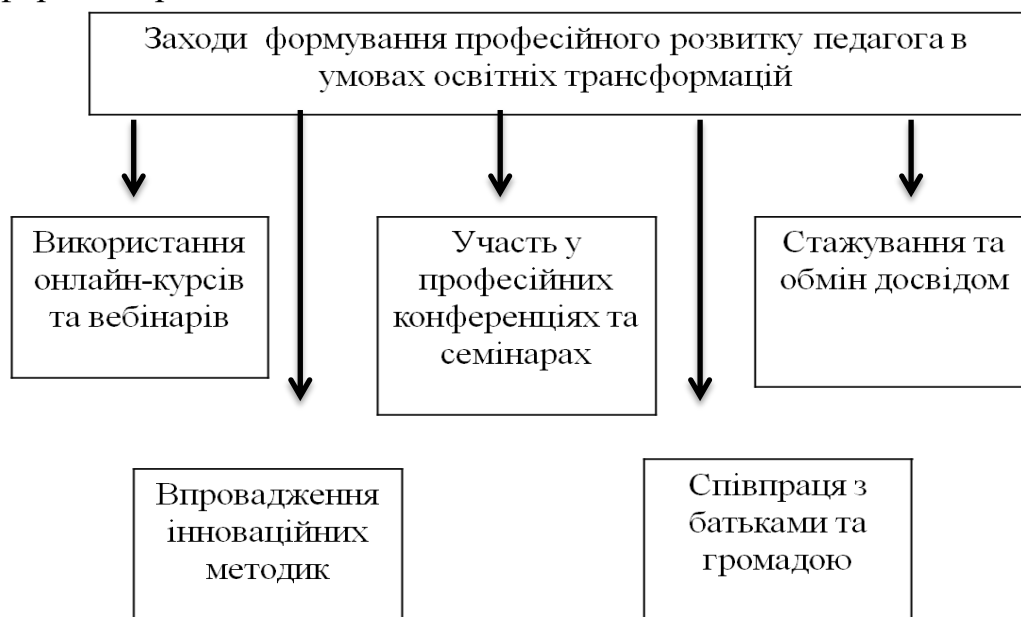 Заходи формування професійного розвитку педагога в
умовах освітніх трансформацій
Використання
онлайн-курсів
та вебінарів
Участь у
професійних
конференціях та
семінарах
Стажування та
обмін досвідом
Впровадження
інноваційних
методик
Співпраця з
батьками та
громадою